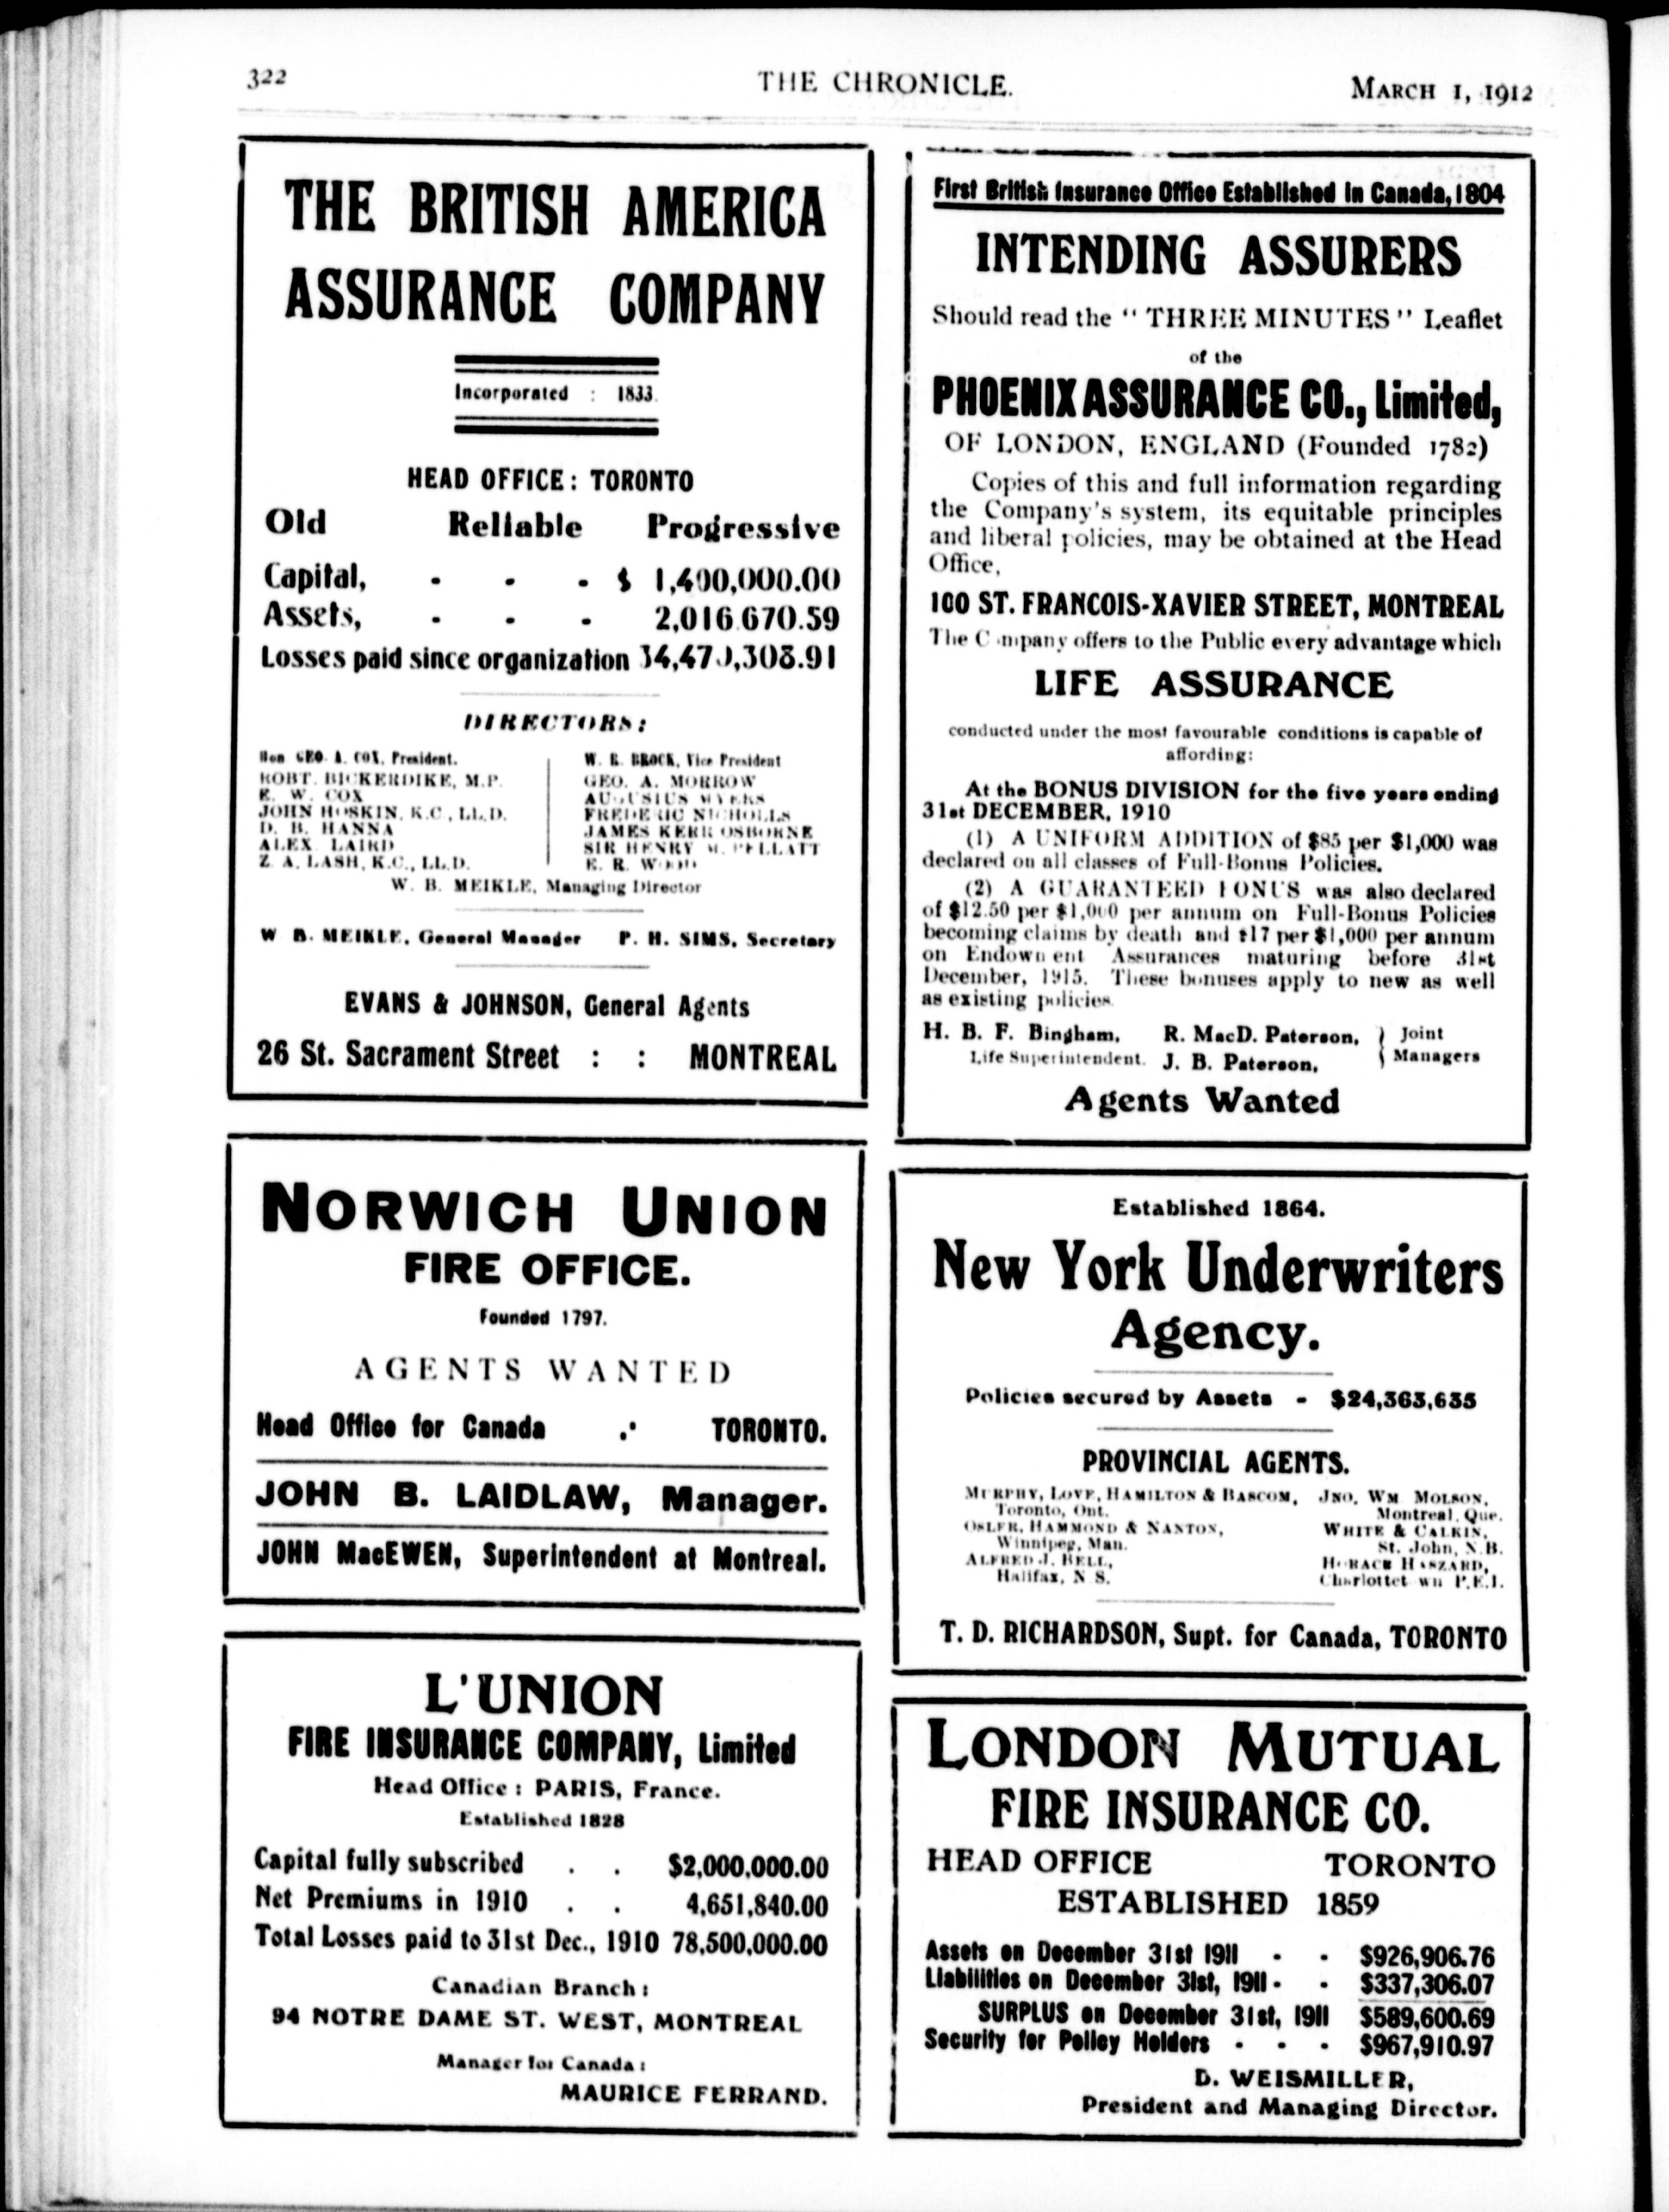 322
THE CHRONICLE.
MARCH 1, 1912
THE BRITISH AMERICA
ASSURANCE COMPANY
Incorporated : 1833.
HEAD OFFICE: TORONTO
Old Reliable Progressive
Capital, - - - $ 1,400,000.00
Assets, - - - 2,016,670.59
Losses paid since organization
DIRECTORS:
Hon GEO. A. COX, President.
ROBT. BICKERDIKE, M.P.
E. W. COX
JOHN HOSKIN, K.C., LL.D.
D. B. HANNA
ALEX. LAIRD
Z. A. LASH, K.C., LL.D.
W. R. BROCK, Vice President
GEO. A. MORROW
AUGUSTUS MYERS
FREDERIC NICHOLLS
JAMES KERR OSBORNE
SIR HENRY M. PELLATT
E. R. WOOD
W. B. MEIKLE, Managing Director
W. B. MEIKLE, General Manager P. H. SIMS, Secretary
EVANS & JOHNSON, General Agents
26 St. Sacrament Street : : MONTREAL
NORWICH UNION
FIRE OFFICE.
Founded 1797.
AGENTS WANTED
Head Office for Canada .· TORONTO.
JOHN B. LAIDLAW, Manager.
JOHN MacEWEN, Superintendent at Montreal.
L'UNION
FIRE INSURANCE COMPANY, Limited
Head Office : PARIS, France.
Established 1828
Capital fully subscribed . . $2,000,000.00
Net Premiums in 1910 . . 4,651,840.00
Total Losses paid to 31st Dec., 1910 78,500,000.00
Canadian Branch :
94 NOTRE DAME ST. WEST, MONTREAL
Manager for Canada :
MAURICE FERRAND.
First British Insurance Office Established in Canada, 1804
INTENDING ASSURERS
Should read the "THREE MINUTES" Leaflet
of the
PHOENIX ASSURANCE CO., Limited,
OF LONDON, ENGLAND (Founded 1782)
Copies of this and full information regarding
the Company's system, its equitable principles
and liberal policies, may be obtained at the Head
Office,
100 ST. FRANCOIS-XAVIER STREET, MONTREAL
The Company offers to the Public every advantage which
LIFE ASSURANCE
conducted under the most favourable conditions is capable of
affording:
At the BONUS DIVISION for the five years ending
31st DECEMBER, 1910
(1) A UNIFORM ADDITION of $85 per $1,000 was
declared on all classes of Full-Bonus Policies.
(2) A GUARANTEED BONUS was also declared
of $12.50 per $1,000 per annum on Full-Bonus Policies
becoming claims by death and $17 per $1,000 per annum
on Endowment Assurances maturing before 31st
December, 1915. These bonuses apply to new as well
as existing policies.
H. B. F. Bingham, R. MacD. Paterson, } Joint
Life Superintendent. J. B. Paterson, } Managers
Agents Wanted
Established 1864.
New York Underwriters
Agency.
Policies secured by Assets - $24,363,635
PROVINCIAL AGENTS.
MURPHY, LOVE, HAMILTON & BASCOM,
Toronto, Ont.
OSLER, HAMMOND & NANTON,
Winnipeg, Man.
ALFRED J. BELL,
Halifax, N S.
JNO. WM MOLSON,
Montreal, Que.
WHITE & CALKIN,
St. John, N.B.
HORACE HASZARD,
Charlottetown P.E.I.
T. D. RICHARDSON, Supt. for Canada, TORONTO
LONDON MUTUAL
FIRE INSURANCE CO.
HEAD OFFICE TORONTO
ESTABLISHED 1859
Assets on December 31st 1911 - - $926,906.76
Liabilities on December 31st, 1911 - - $337,306.07
SURPLUS on December 31st, 1911 $589,600.69
Security for Policy Holders - - - $967,910.97
D. WEISMILLER,
President and Managing Director.